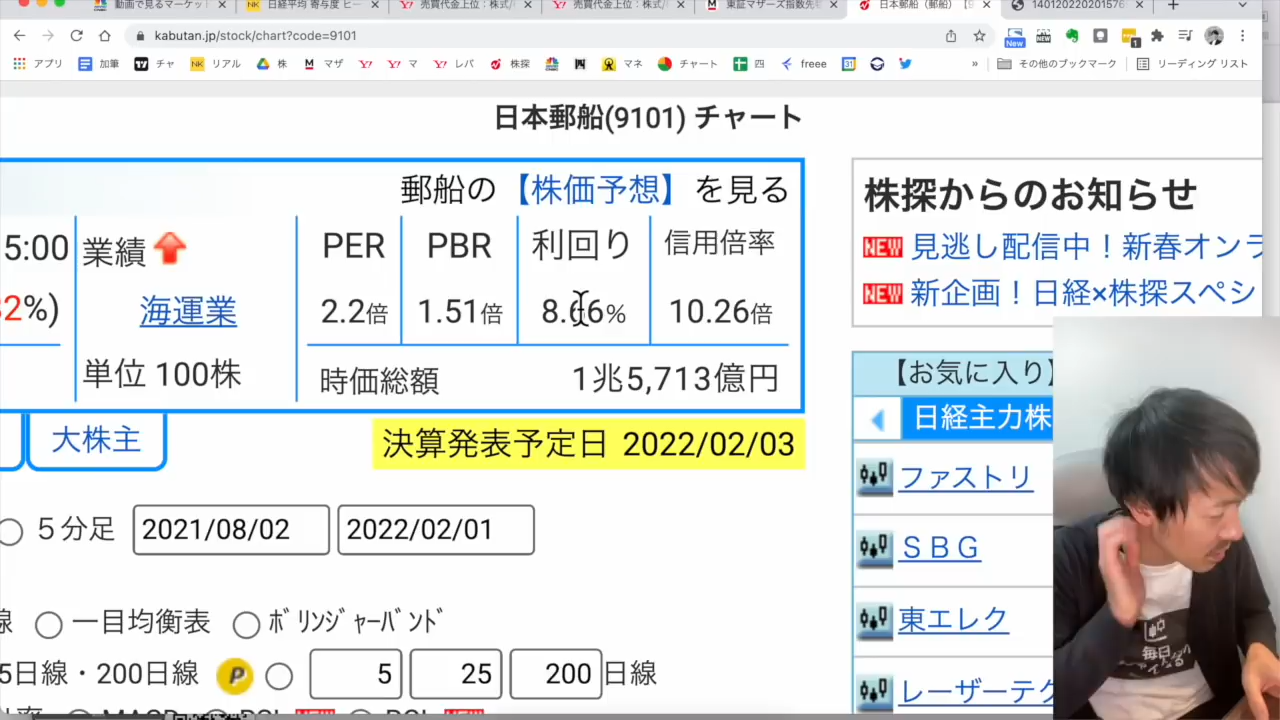 動画で見るマーケット
日経平均 寄与度 ヒー
売買代金上位：株式/
売買代金上位：株式/
東証マザーズ指数先
日本郵船（郵船）【9
140120220201576
kabutan.jp/stock/chart?code=9101
アプリ 加筆 チャ リアル 株 マザ マ レバ 株探 マネ チャート 四 freee その他のブックマーク リーディング リスト
日本郵船(9101) チャート
郵船の【株価予想】を見る
5:00 業績 PER PBR 利回り 信用倍率
2%) 海運業 2.2倍 1.51倍 8.66% 10.26倍
単位 100株 時価総額 1兆5,713億円
大株主 決算発表予定日 2022/02/03
５分足 2021/08/02 2022/02/01
線 一目均衡表 ﾎﾞﾘﾝｼﾞｬｰﾊﾞﾝﾄﾞ
5日線・200日線 P 5 25 200 日線
株探からのお知らせ
NEW 見逃し配信中！新春オンラ
NEW 新企画！日経×株探スペシ
【お気に入り】
日経主力株
ファストリ
ＳＢＧ
東エレク
レーザーテク
毎日